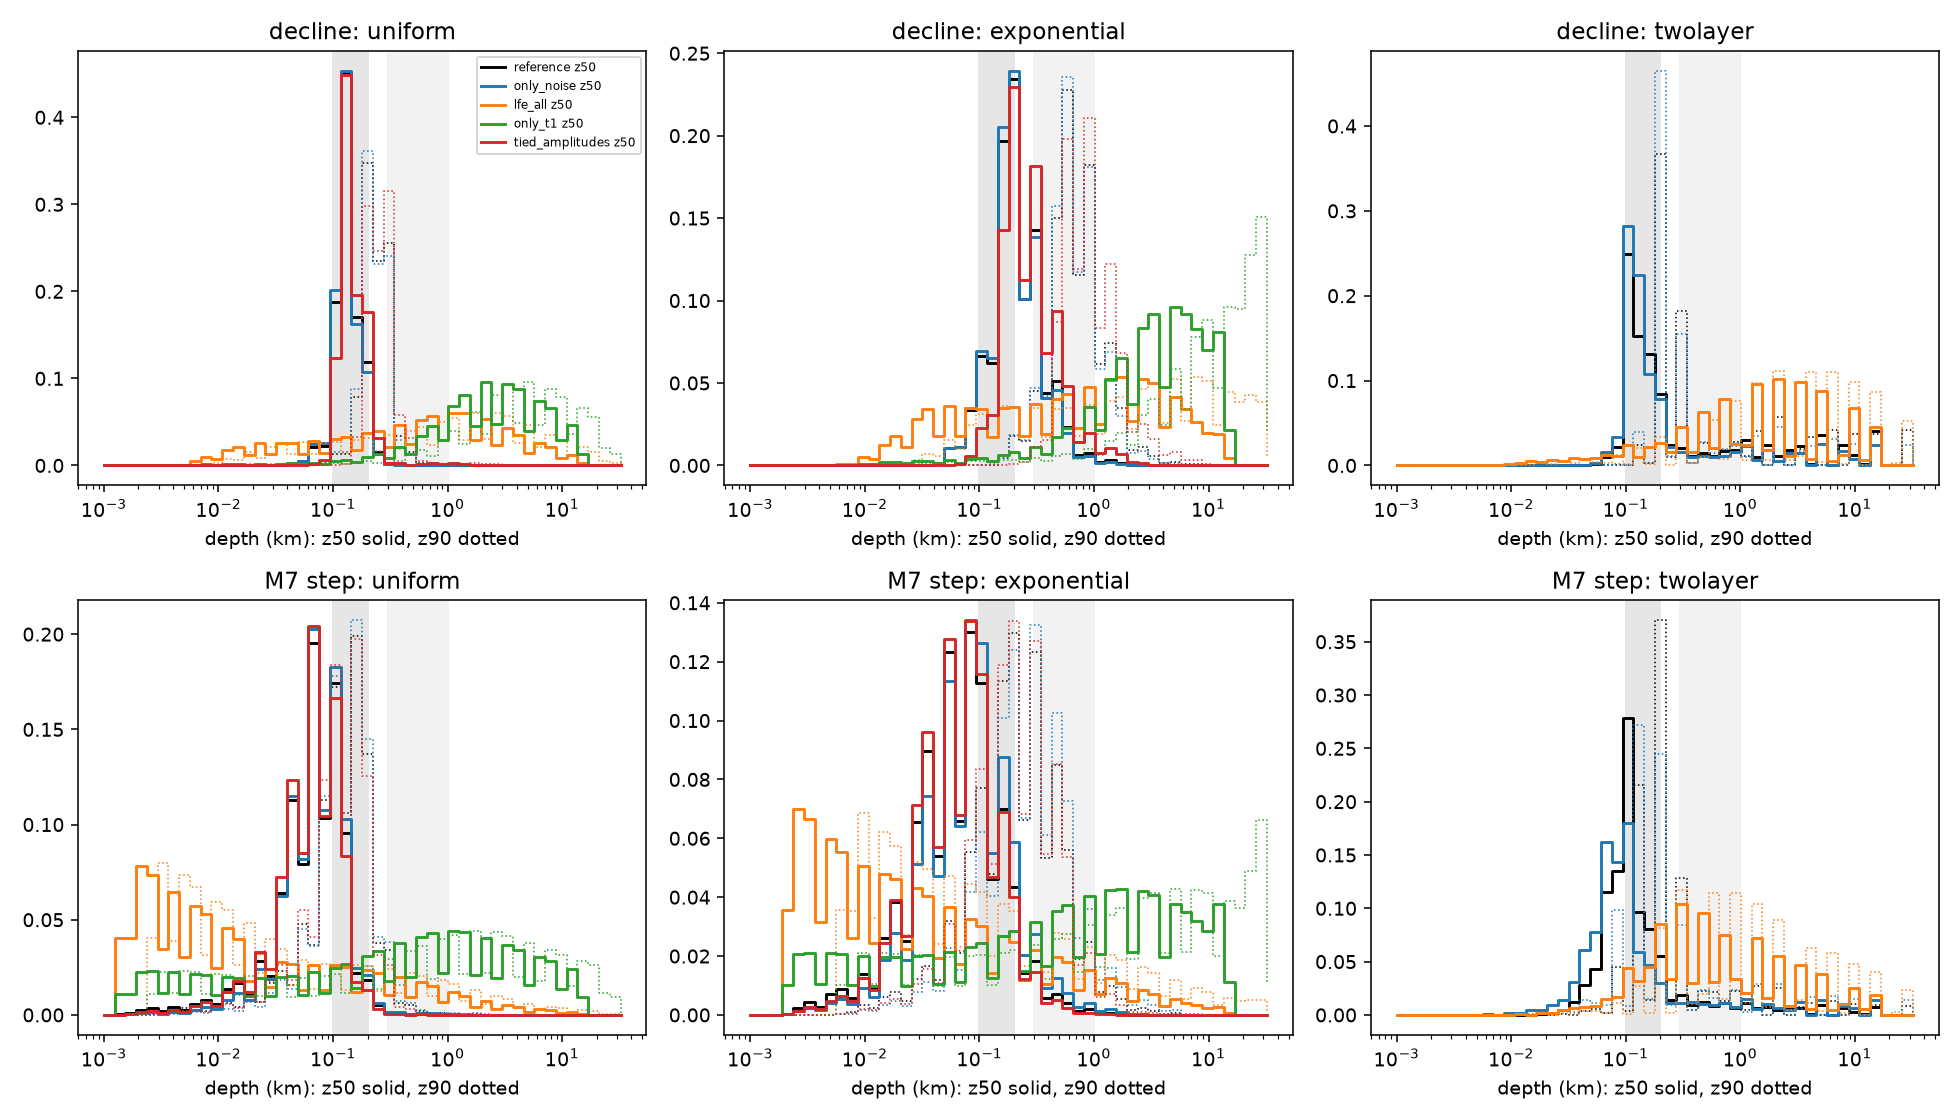 decline: uniform
0.4
0.3
0.2
0.1
0.0
reference z50
only_noise z50
lfe_all z50
only_t1 z50
tied_amplitudes z50
10⁻³ 10⁻² 10⁻¹ 10⁰ 10¹
depth (km): z50 solid, z90 dotted
decline: exponential
0.25
0.20
0.15
0.10
0.05
0.00
10⁻³ 10⁻² 10⁻¹ 10⁰ 10¹
depth (km): z50 solid, z90 dotted
decline: twolayer
0.4
0.3
0.2
0.1
0.0
10⁻³ 10⁻² 10⁻¹ 10⁰ 10¹
depth (km): z50 solid, z90 dotted
M7 step: uniform
0.20
0.15
0.10
0.05
0.00
10⁻³ 10⁻² 10⁻¹ 10⁰ 10¹
depth (km): z50 solid, z90 dotted
M7 step: exponential
0.14
0.12
0.10
0.08
0.06
0.04
0.02
0.00
10⁻³ 10⁻² 10⁻¹ 10⁰ 10¹
depth (km): z50 solid, z90 dotted
M7 step: twolayer
0.35
0.30
0.25
0.20
0.15
0.10
0.05
0.00
10⁻³ 10⁻² 10⁻¹ 10⁰ 10¹
depth (km): z50 solid, z90 dotted